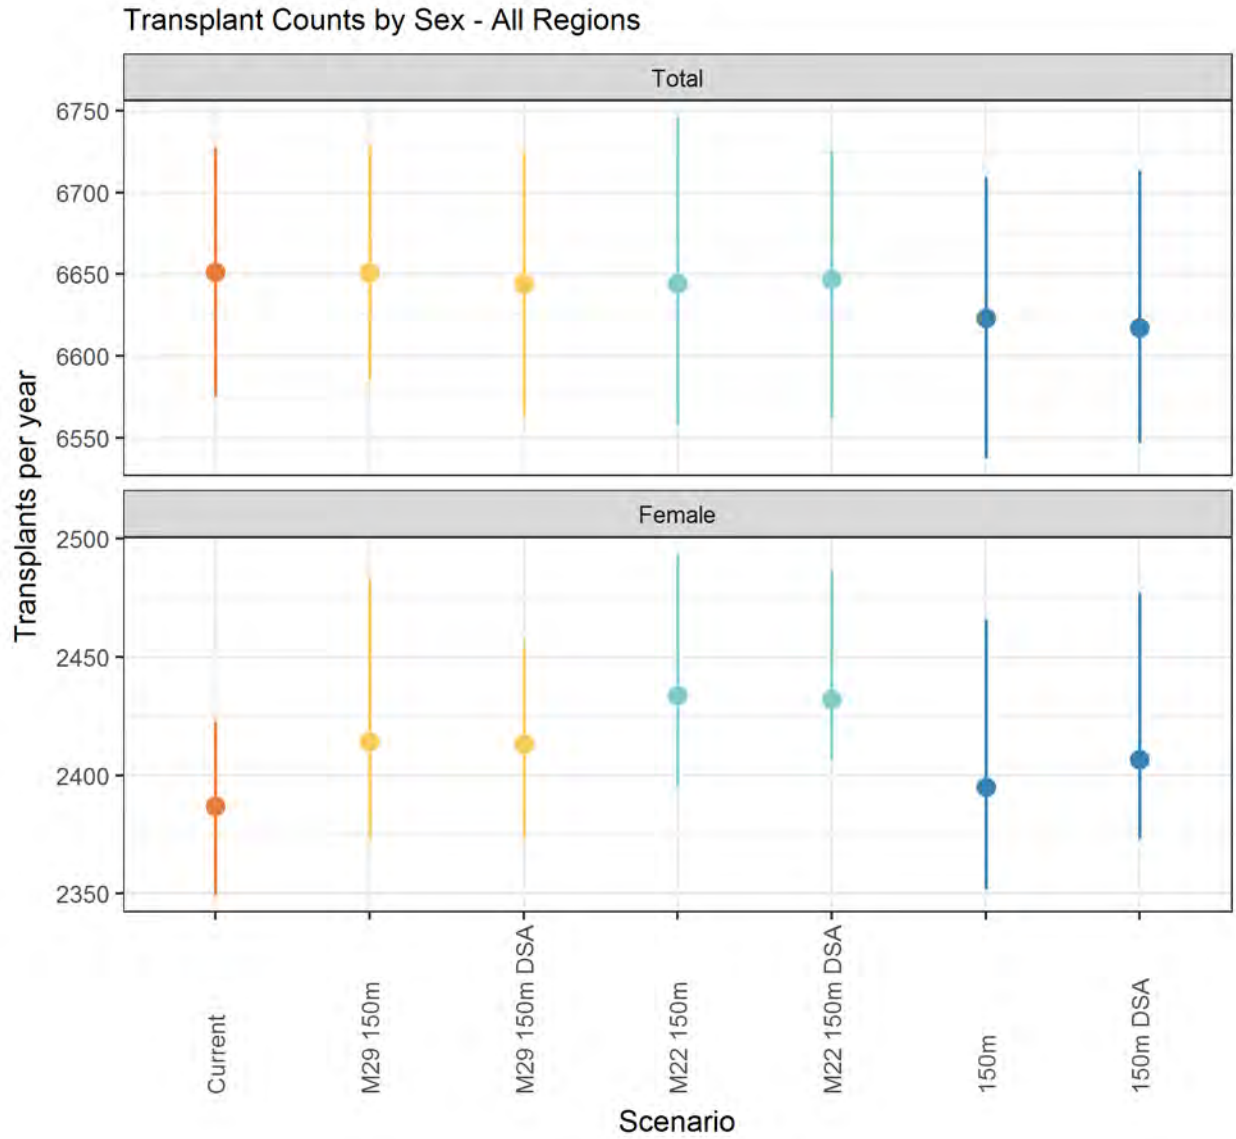 Transplant Counts by Sex - All Regions
Total
6750
6700
6650
6600
6550
Transplants per year
Female
2500
2450
2400
2350
Current
M29 150m
M29 150m DSA
M22 150m
M22 150m DSA
150m
150m DSA
Scenario